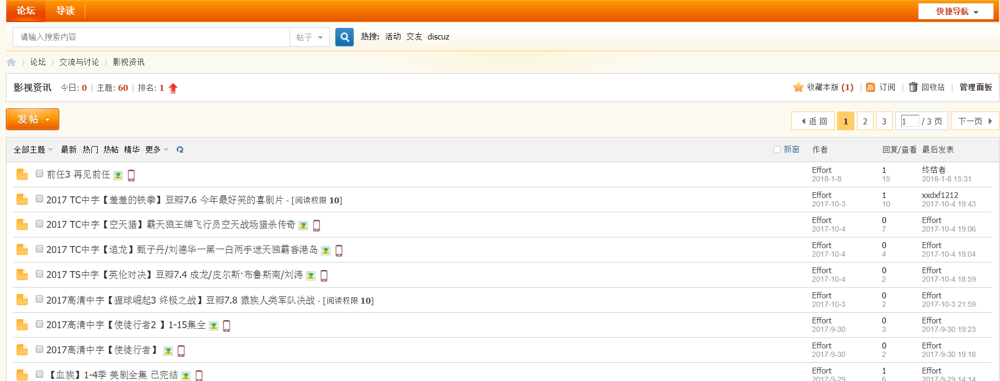 论坛 导读 快捷导航
请输入搜索内容 帖子 热搜: 活动 交友 discuz
论坛 › 交流与讨论 › 影视资讯
影视资讯 今日: 0 | 主题: 60 | 排名: 1 收藏本版 (1) | 订阅 | 回收站 | 管理面板
发帖 返回 1 2 3 1 / 3 页 下一页
全部主题 最新 热门 热帖 精华 更多 新窗 作者 回复/查看 最后发表
前任3 再见前任 Effort 1 终结者
2018-1-8 15 2018-1-8 15:31
2017 TC中字【羞羞的铁拳】豆瓣7.6 今年最好笑的喜剧片 - [阅读权限 10] Effort 1 xxdxf1212
2017-10-3 10 2017-10-4 19:43
2017 TC中字【空天猎】霸天狼王牌飞行员空天战场猎杀传奇 Effort 0 Effort
2017-10-4 7 2017-10-4 19:06
2017 TC中字【追龙】甄子丹/刘德华一黑一白两手遮天独霸香港岛 Effort 0 Effort
2017-10-4 4 2017-10-4 19:04
2017 TS中字【英伦对决】豆瓣7.4 成龙/皮尔斯·布鲁斯南/刘涛 Effort 0 Effort
2017-10-4 2 2017-10-4 18:59
2017高清中字【猩球崛起3 终极之战】豆瓣7.8 猿族人类军队决战 - [阅读权限 10] Effort 0 Effort
2017-10-3 2 2017-10-3 21:59
2017高清中字【使徒行者2 】1-15集全 Effort 0 Effort
2017-9-30 3 2017-9-30 19:23
2017高清中字【使徒行者】 Effort 0 Effort
2017-9-30 2 2017-9-30 19:18
【血族】1-4季 美剧全集 已完结 Effort 1 Effort
2017-9-29 6 2017-9-29 14:14